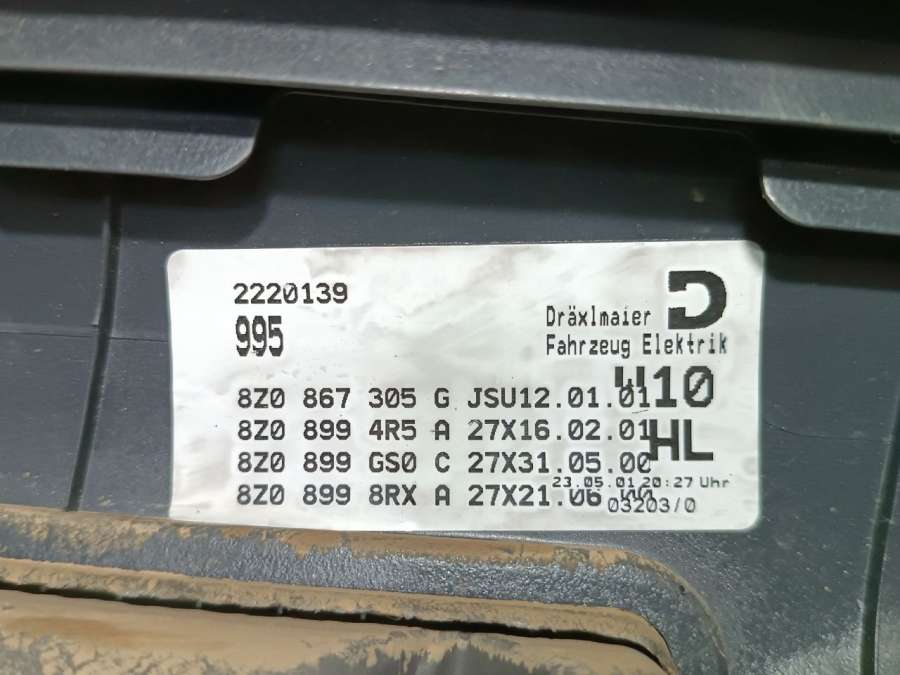 2220139
995
D
Dräxlmaier
Fahrzeug Elektrik
8Z0 867 305 G JSU12.01.01
W10
8Z0 899 4R5 A 27X16.02.01
HL
8Z0 899 GS0 C 27X31.05.00
23.05.01 20:27 Uhr
8Z0 899 8RX A 27X21.06
03203/0